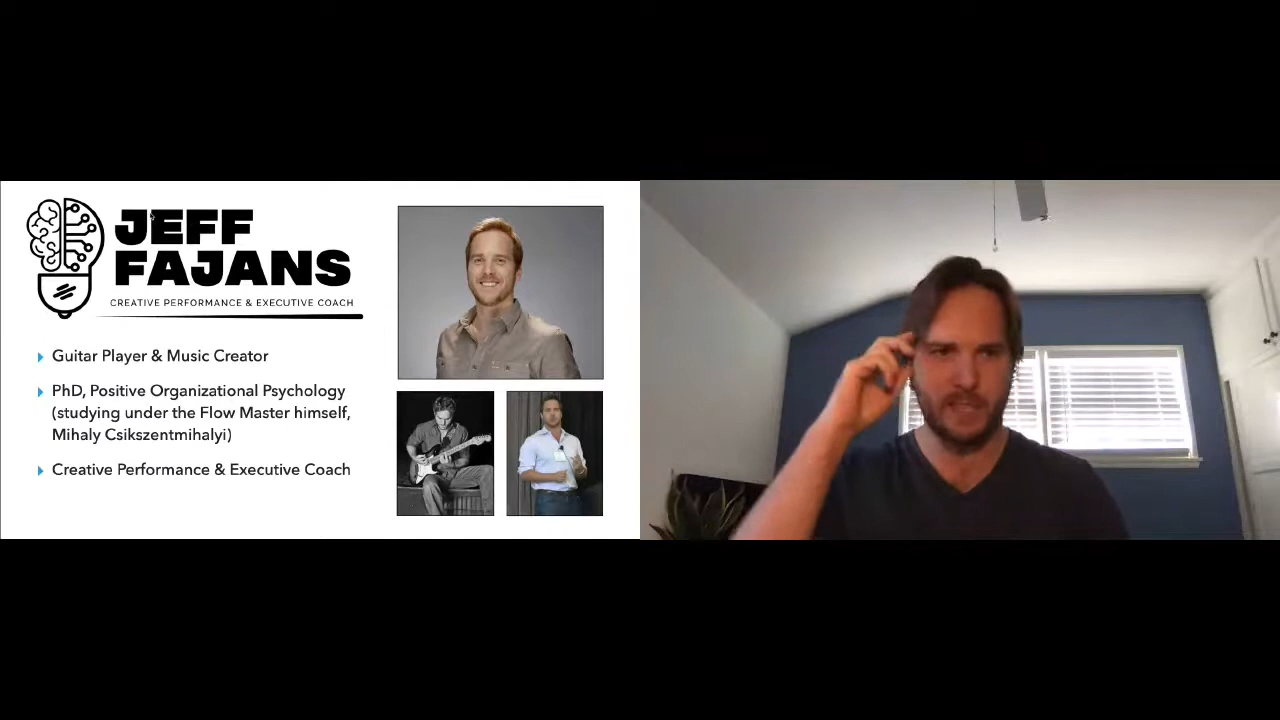 JEFF
FAJANS
CREATIVE PERFORMANCE & EXECUTIVE COACH
Guitar Player & Music Creator
PhD, Positive Organizational Psychology
(studying under the Flow Master himself,
Mihaly Csikszentmihalyi)
Creative Performance & Executive Coach